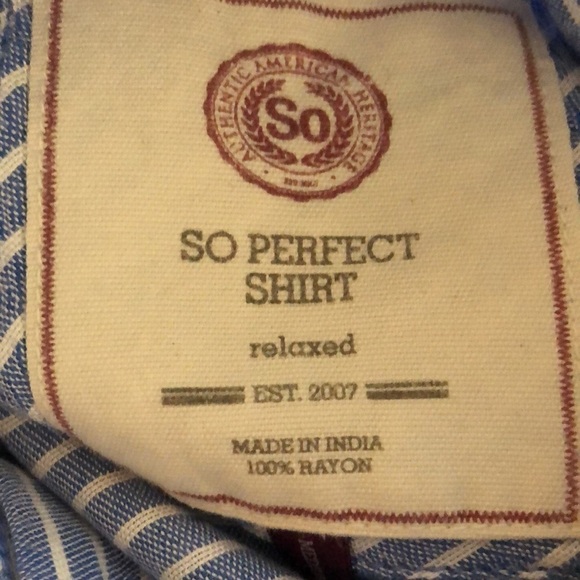 AUTHENTIC AMERICAN HERITAGE
So
SO PERFECT
SHIRT
relaxed
EST. 2007
MADE IN INDIA
100% RAYON